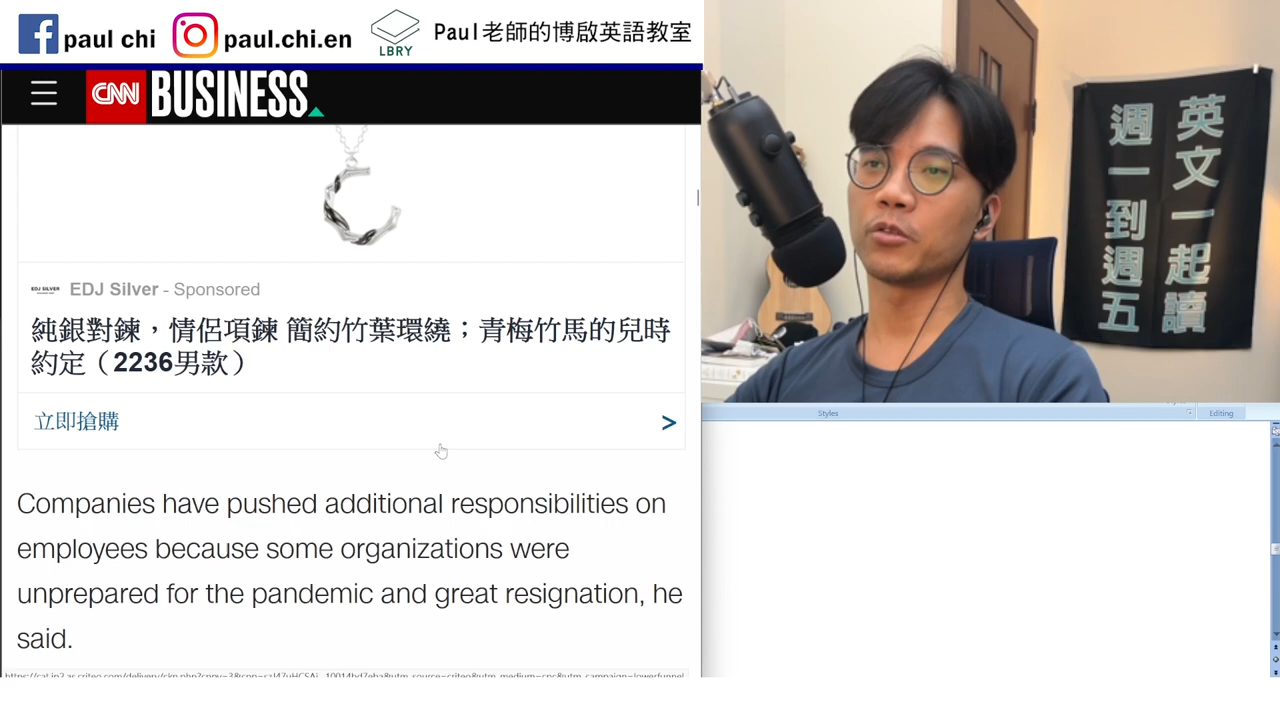 paul chi
paul.chi.en
LBRY
Paul老師的博啟英語教室
CNN BUSINESS
EDJ SILVER
EDJ Silver - Sponsored
純銀對鍊，情侶項鍊 簡約竹葉環繞；青梅竹馬的兒時
約定（2236男款）
立即搶購 >
Companies have pushed additional responsibilities on
employees because some organizations were
unprepared for the pandemic and great resignation, he
said.
英文一起讀
週一到週五
Styles
Editing